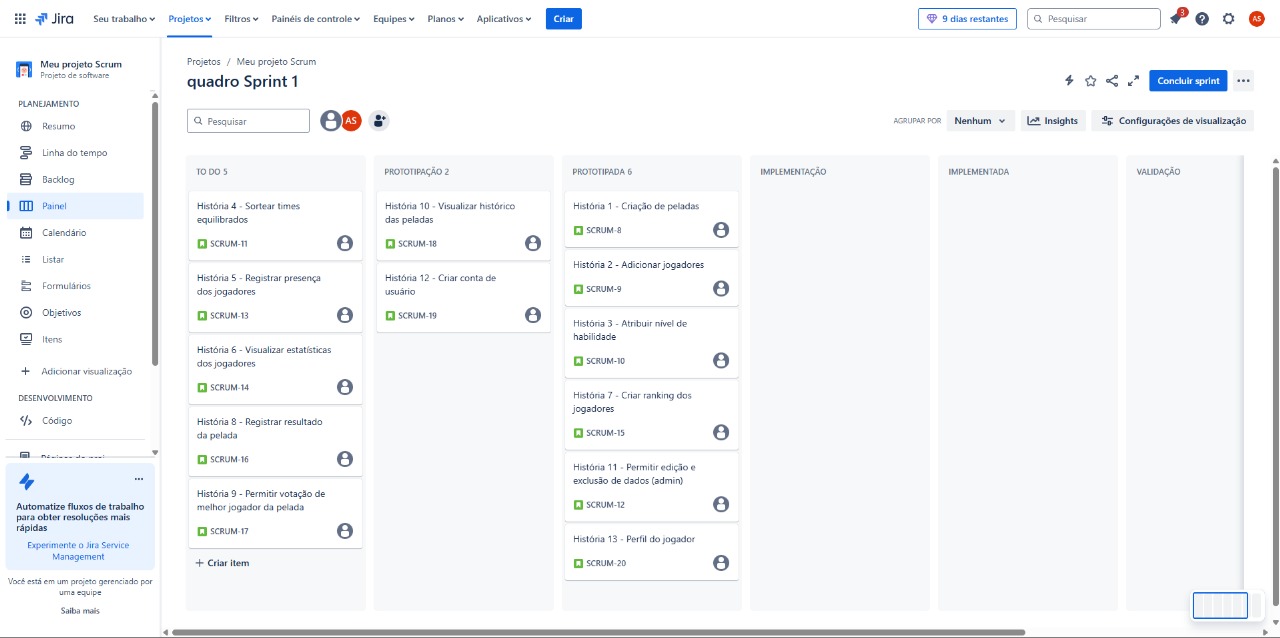 Jira
Seu trabalho
Projetos
Filtros
Painéis de controle
Equipes
Planos
Aplicativos
Criar
9 dias restantes
Pesquisar
3
AS
Meu projeto Scrum
Projeto de software
PLANEJAMENTO
Resumo
Linha do tempo
Backlog
Painel
Calendário
Listar
Formulários
Objetivos
Itens
Adicionar visualização
DESENVOLVIMENTO
Código
Automatize fluxos de trabalho
para obter resoluções mais
rápidas
Experimente o Jira Service
Management
Você está em um projeto gerenciado por
uma equipe
Saiba mais
Projetos / Meu projeto Scrum
quadro Sprint 1
Concluir sprint
Pesquisar
AS
AGRUPAR POR
Nenhum
Insights
Configurações de visualização
TO DO 5
História 4 - Sortear times
equilibrados
SCRUM-11
História 5 - Registrar presença
dos jogadores
SCRUM-13
História 6 - Visualizar estatísticas
dos jogadores
SCRUM-14
História 8 - Registrar resultado
da pelada
SCRUM-16
História 9 - Permitir votação de
melhor jogador da pelada
SCRUM-17
+ Criar item
PROTOTIPAÇÃO 2
História 10 - Visualizar histórico
das peladas
SCRUM-18
História 12 - Criar conta de
usuário
SCRUM-19
PROTOTIPADA 6
História 1 - Criação de peladas
SCRUM-8
História 2 - Adicionar jogadores
SCRUM-9
História 3 - Atribuir nível de
habilidade
SCRUM-10
História 7 - Criar ranking dos
jogadores
SCRUM-15
História 11 - Permitir edição e
exclusão de dados (admin)
SCRUM-12
História 13 - Perfil do jogador
SCRUM-20
IMPLEMENTAÇÃO
IMPLEMENTADA
VALIDAÇÃO